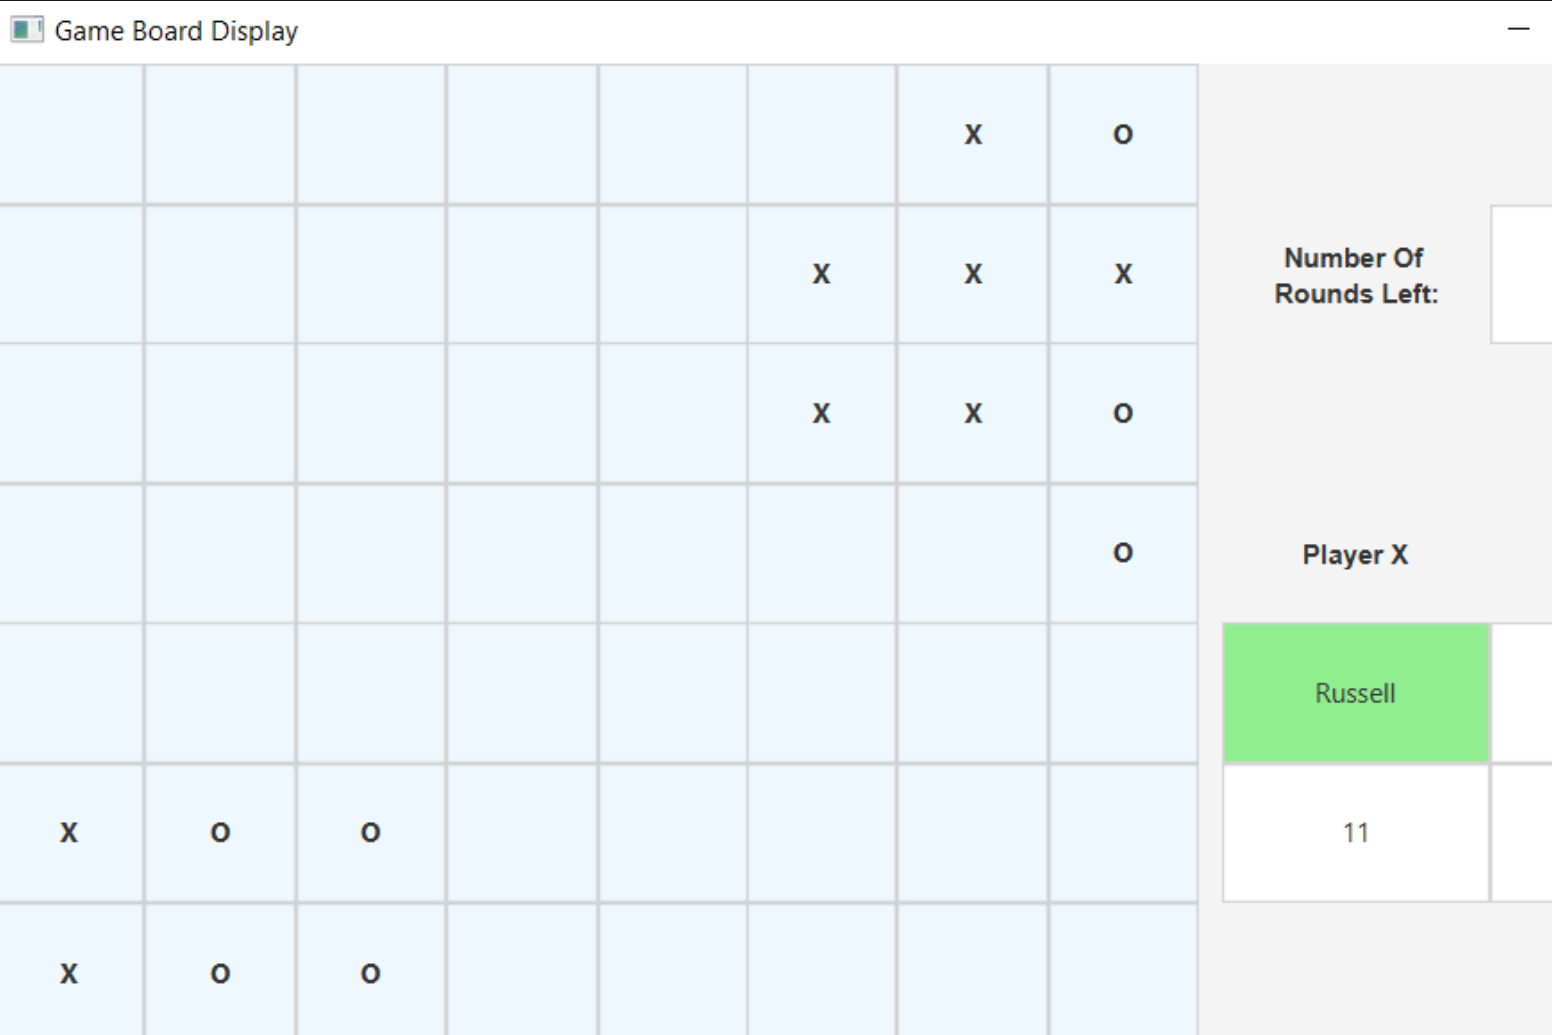 Game Board Display
X O
X X X
Number Of
Rounds Left:
X X O
O
Player X
Russell
X O O
11
X O O